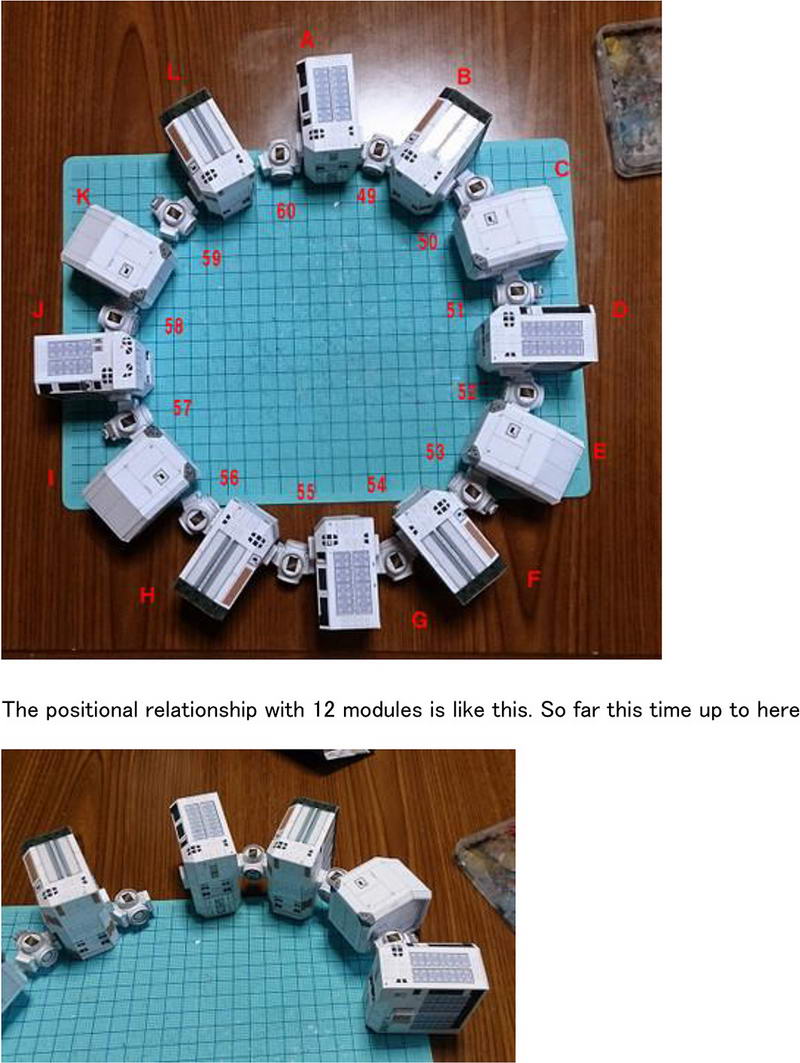 A
L
B
K
C
60
49
59
50
J
58
51
D
57
52
I
56
55
54
53
E
H
G
F
The positional relationship with 12 modules is like this. So far this time up to here